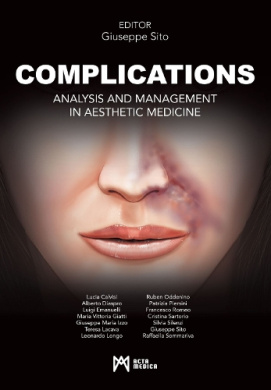 EDITOR
Giuseppe Sito
COMPLICATIONS
ANALYSIS AND MANAGEMENT
IN AESTHETIC MEDICINE
Lucia Calvisi
Alberto Diaspro
Luigi Emanuelli
Maria Vittoria Giatti
Giuseppe Maria Izzo
Teresa Lacava
Leonardo Longo
Ruben Oddenino
Patrizia Piersini
Francesco Romeo
Cristina Sartorio
Silvia Silenzi
Giuseppe Sito
Raffaella Sommariva
ACTA
MEDICA